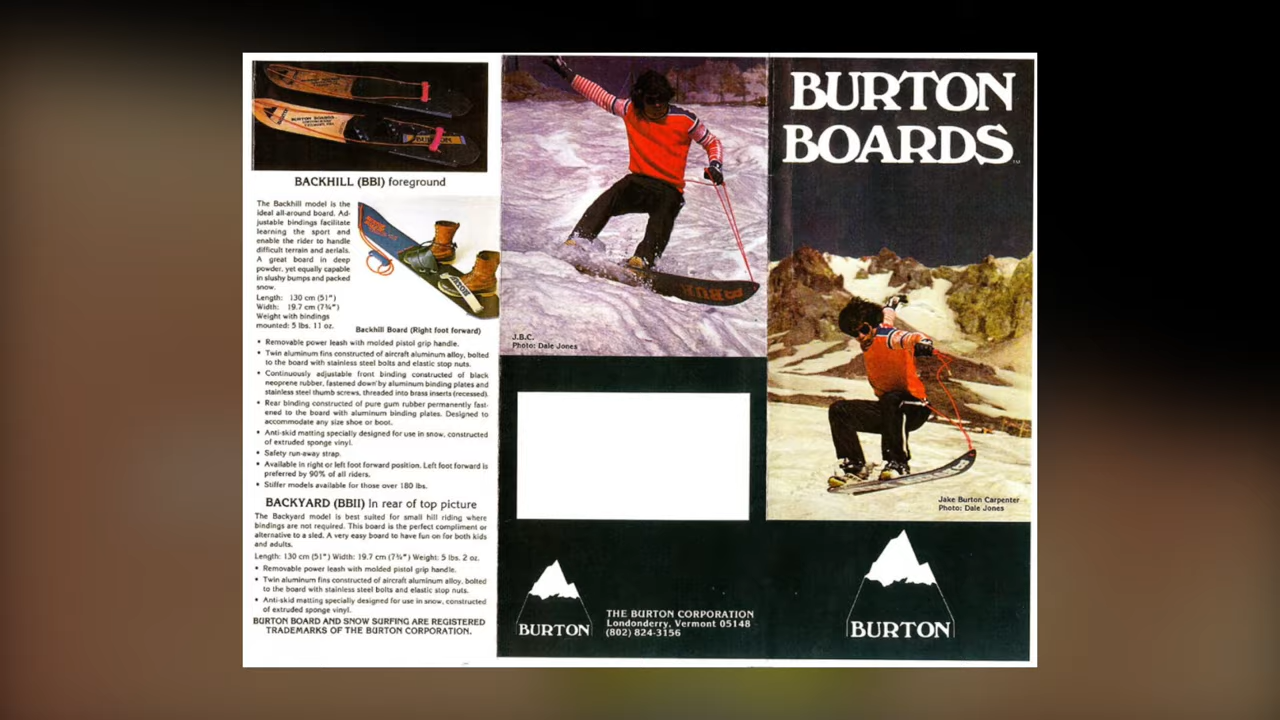 BACKHILL (BBI) foreground
The Backhill model is the
ideal all-around board. Ad-
justable bindings facilitate
learning the sport and
enable the rider to handle
difficult terrain and aerials.
A great board in deep
powder, yet equally capable
in slushy bumps and packed
snow.
Length: 130 cm (51")
Width: 19.7 cm (7¾")
Weight with bindings
mounted: 5 lbs. 11 oz.
Backhill Board (Right foot forward)
• Removable power leash with molded pistol grip handle.
• Twin aluminum fins constructed of aircraft aluminum alloy, bolted
to the board with stainless steel bolts and elastic stop nuts.
• Continuously adjustable front binding constructed of black
neoprene rubber, fastened down by aluminum binding plates and
stainless steel thumb screws, threaded into brass inserts (recessed).
• Rear binding constructed of pure gum rubber permanently fast-
ened to the board with aluminum binding plates. Designed to
accommodate any size shoe or boot.
• Anti-skid matting specially designed for use in snow, constructed
of extruded sponge vinyl.
• Safety run-away strap.
• Available in right or left foot forward position. Left foot forward is
preferred by 90% of all riders.
• Stiffer models available for those over 180 lbs.
BACKYARD (BBII) In rear of top picture
The Backyard model is best suited for small hill riding where
bindings are not required. This board is the perfect compliment or
alternative to a sled. A very easy board to have fun on for both kids
and adults.
Length: 130 cm (51") Width: 19.7 cm (7¾") Weight: 5 lbs. 2 oz.
• Removable power leash with molded pistol grip handle.
• Twin aluminum fins constructed of aircraft aluminum alloy, bolted
to the board with stainless steel bolts and elastic stop nuts.
• Anti-skid matting specially designed for use in snow, constructed
of extruded sponge vinyl.
BURTON BOARD AND SNOW SURFING ARE REGISTERED
TRADEMARKS OF THE BURTON CORPORATION.
J.B.C.
Photo: Dale Jones
BURTON
THE BURTON CORPORATION
Londonderry, Vermont 05148
(802) 824-3156
BURTON
BOARDS
Jake Burton Carpenter
Photo: Dale Jones
BURTON